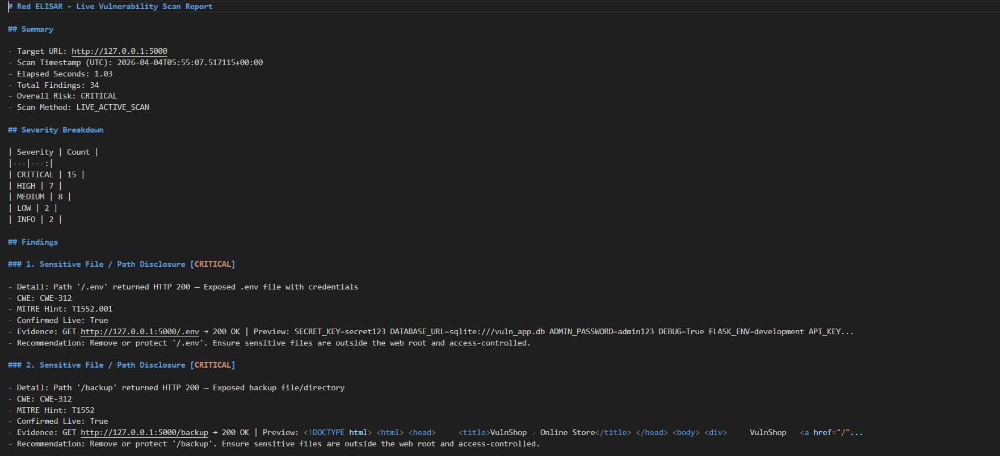 # Red ELISAR - Live Vulnerability Scan Report
## Summary
- Target URL: http://127.0.0.1:5000
- Scan Timestamp (UTC): 2026-04-04T05:55:07.517115+00:00
- Elapsed Seconds: 1.03
- Total Findings: 34
- Overall Risk: CRITICAL
- Scan Method: LIVE_ACTIVE_SCAN
## Severity Breakdown
| Severity | Count |
|---|---:|
| CRITICAL | 15 |
| HIGH | 7 |
| MEDIUM | 8 |
| LOW | 2 |
| INFO | 2 |
## Findings
### 1. Sensitive File / Path Disclosure [CRITICAL]
- Detail: Path '/.env' returned HTTP 200 — Exposed .env file with credentials
- CWE: CWE-312
- MITRE Hint: T1552.001
- Confirmed Live: True
- Evidence: GET http://127.0.0.1:5000/.env → 200 OK | Preview: SECRET_KEY=secret123 DATABASE_URL=sqlite:///vuln_app.db ADMIN_PASSWORD=admin123 DEBUG=True FLASK_ENV=development API_KEY...
- Recommendation: Remove or protect '/.env'. Ensure sensitive files are outside the web root and access-controlled.
### 2. Sensitive File / Path Disclosure [CRITICAL]
- Detail: Path '/backup' returned HTTP 200 — Exposed backup file/directory
- CWE: CWE-312
- MITRE Hint: T1552
- Confirmed Live: True
- Evidence: GET http://127.0.0.1:5000/backup → 200 OK | Preview: <!DOCTYPE html> <html> <head>     <title>VulnShop - Online Store</title> </head> <body> <div>     VulnShop   <a href="/"...
- Recommendation: Remove or protect '/backup'. Ensure sensitive files are outside the web root and access-controlled.